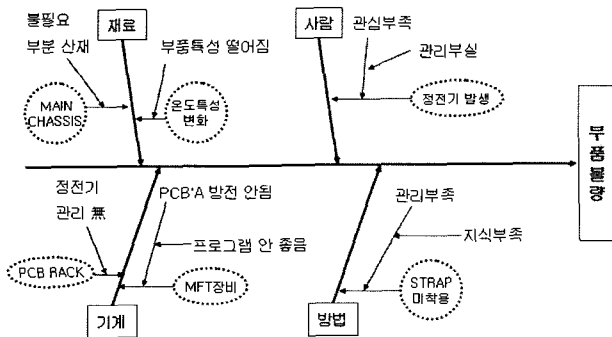 불필요
부분 산재
재료
부품특성 떨어짐
MAIN
CHASSIS
온도특성
변화
사람
관심부족
관리부실
정전기 발생
부품불량
정전기
관리 無
PCB'A 방전 안됨
프로그램 안 좋음
PCB RACK
MFT장비
기계
관리부족
지식부족
STRAP
미착용
방법